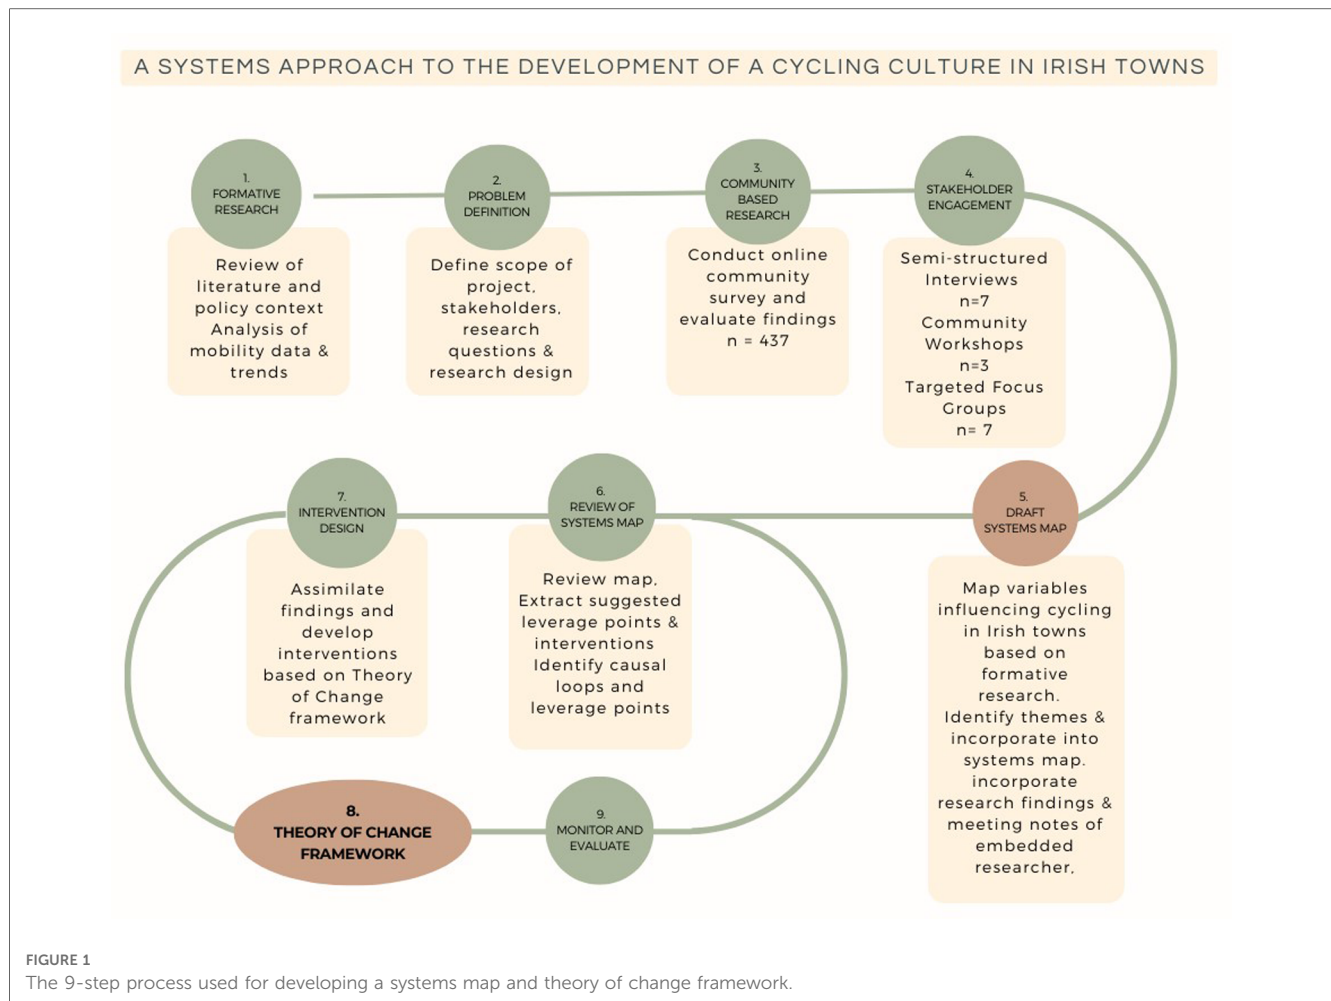 A SYSTEMS APPROACH TO THE DEVELOPMENT OF A CYCLING CULTURE IN IRISH TOWNS
1.
FORMATIVE
RESEARCH
Review of
literature and
policy context
Analysis of
mobility data &
trends
2.
PROBLEM
DEFINITION
Define scope of
project,
stakeholders,
research
questions &
research design
3.
COMMUNITY
BASED
RESEARCH
Conduct online
community
survey and
evaluate findings
n = 437
4.
STAKEHOLDER
ENGAGEMENT
Semi-structured
Interviews
n=7
Community
Workshops
n=3
Targeted Focus
Groups
n= 7
5.
DRAFT
SYSTEMS MAP
Map variables
influencing cycling
in Irish towns
based on
formative
research.
Identify themes &
incorporate into
systems map.
incorporate
research findings &
meeting notes of
embedded
researcher,
6.
REVIEW OF
SYSTEMS MAP
Review map,
Extract suggested
leverage points &
interventions
Identify causal
loops and
leverage points
7.
INTERVENTION
DESIGN
Assimilate
findings and
develop
interventions
based on Theory
of Change
framework
8.
THEORY OF CHANGE
FRAMEWORK
9.
MONITOR AND
EVALUATE
FIGURE 1
The 9-step process used for developing a systems map and theory of change framework.